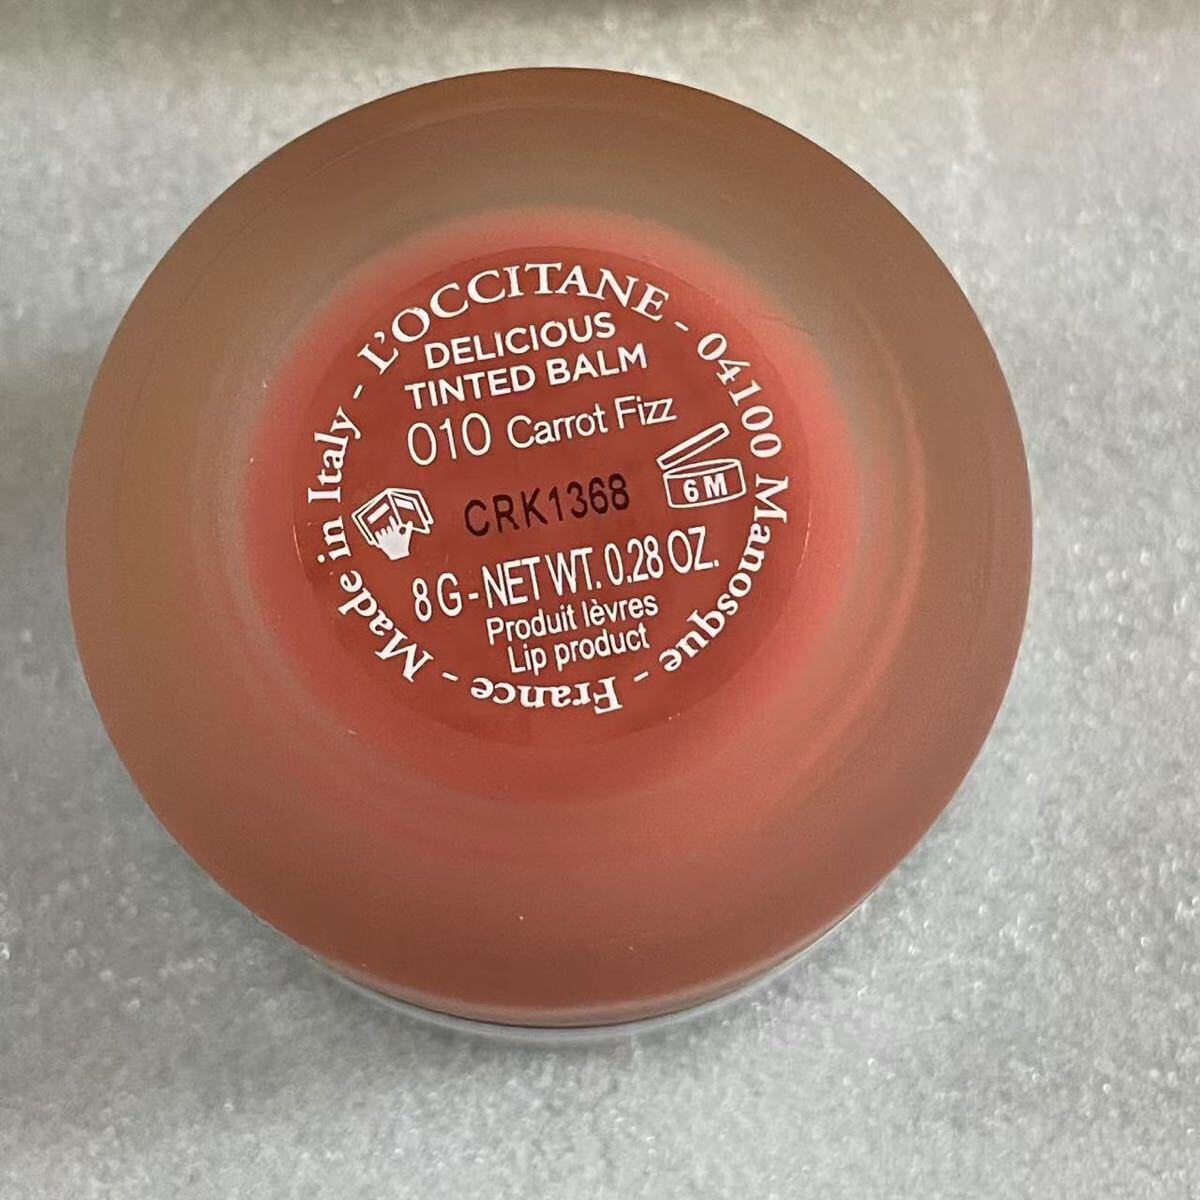 L'OCCITANE - 04100 Manosque - France - Made in Italy -
DELICIOUS
TINTED BALM
010 Carrot Fizz
CRK1368
6 M
8 G - NET WT. 0.28 OZ.
Produit lèvres
Lip product